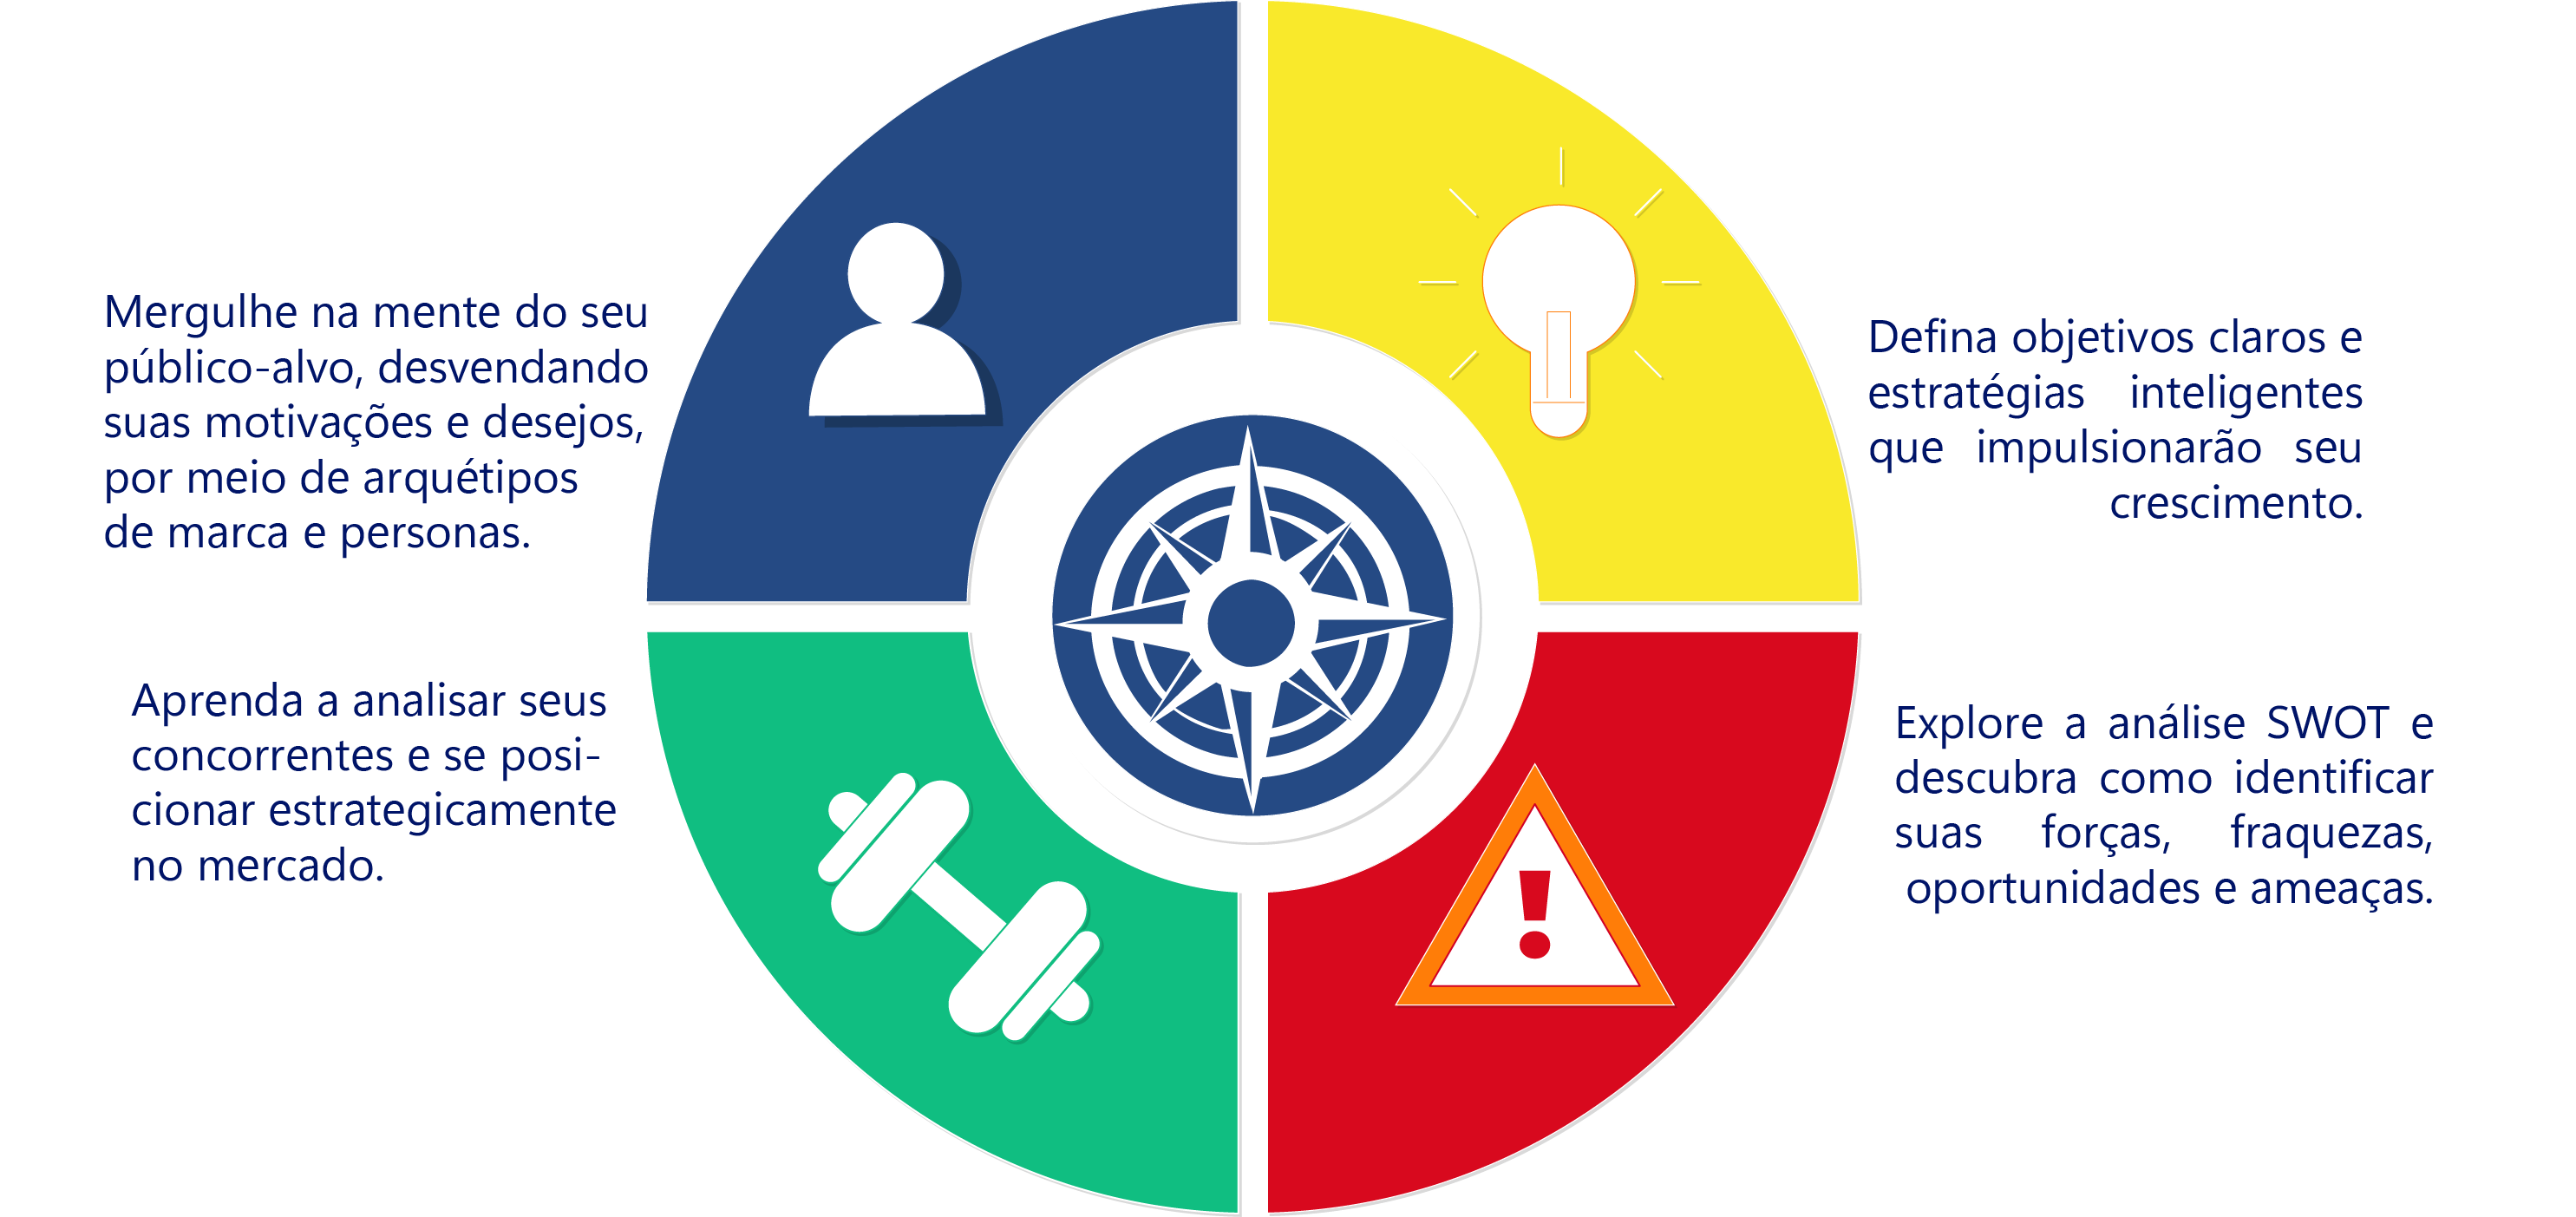 Mergulhe na mente do seu
público-alvo, desvendando
suas motivações e desejos,
por meio de arquétipos
de marca e personas.
Defina objetivos claros e
estratégias inteligentes
que impulsionarão seu
crescimento.
Aprenda a analisar seus
concorrentes e se posi-
cionar estrategicamente
no mercado.
Explore a análise SWOT e
descubra como identificar
suas forças, fraquezas,
oportunidades e ameaças.
!